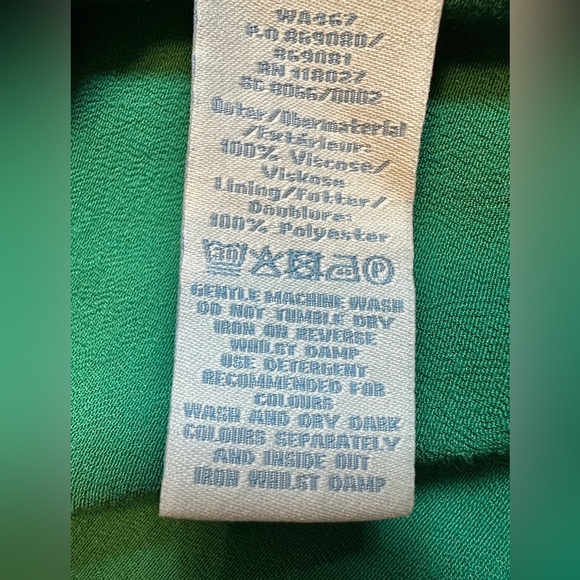 WA467
P.O 869080/
869081
RN 118027
SC 8066/0002
Outer/Obermaterial
/Extérieur:
100% Viscose/
Viskose
Lining/Futter/
Doublure:
100% Polyester
30 P
GENTLE MACHINE WASH
DO NOT TUMBLE DRY
IRON ON REVERSE
WHILST DAMP
USE DETERGENT
RECOMMENDED FOR
COLOURS
WASH AND DRY DARK
COLOURS SEPARATELY
AND INSIDE OUT
IRON WHILST DAMP